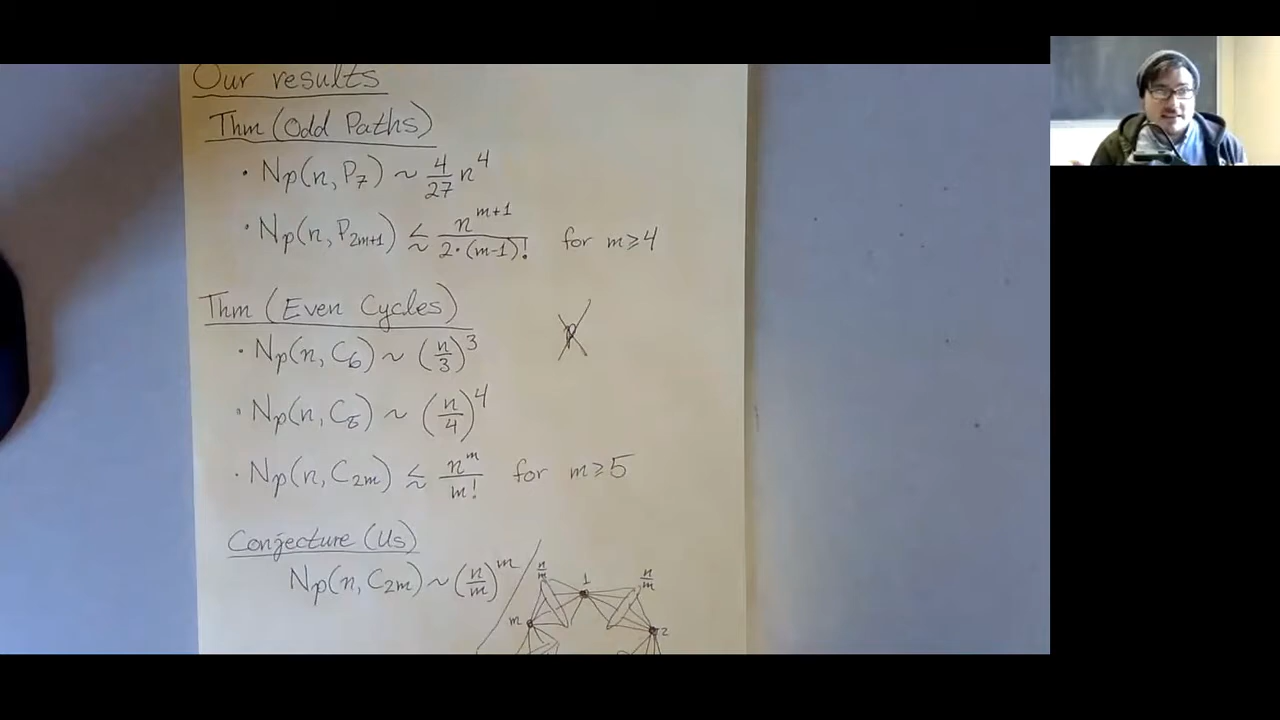 Our results
Thm (Odd Paths)
· Np(n, P₇) ~ 4/27 n⁴
· Np(n, P₂ₘ₊₁) ≲ n^(m+1) / 2·(m-1)! for m⩾4
Thm (Even Cycles)
· Np(n, C₆) ~ (n/3)³
· Np(n, C₈) ~ (n/4)⁴
· Np(n, C₂ₘ) ≲ n^m / m! for m⩾5
Conjecture (Us)
Np(n, C₂ₘ) ~ (n/m)^m
n/m 1 n/m
m 2